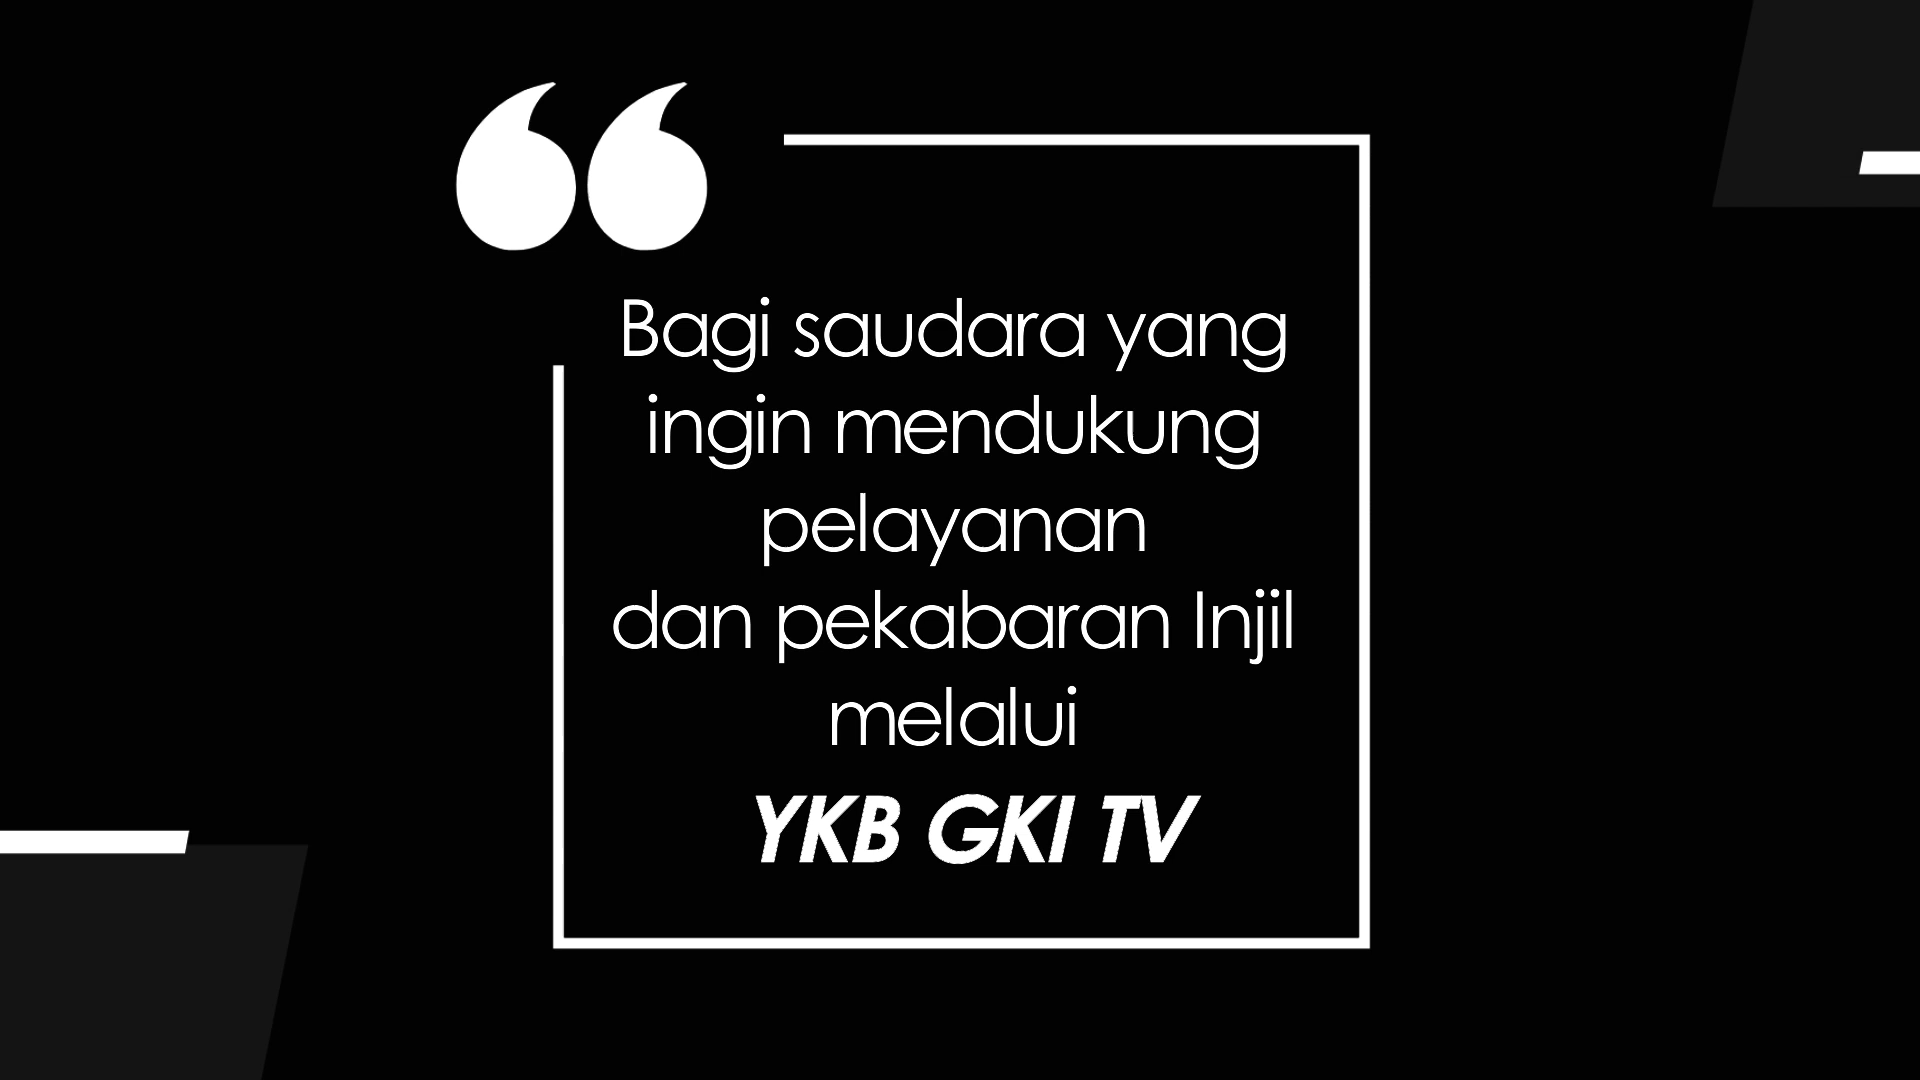 Bagi saudara yang
ingin mendukung
pelayanan
dan pekabaran Injil
melalui
YKB GKI TV